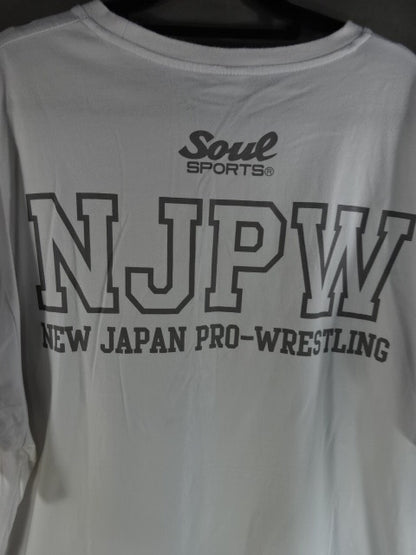 Soul
SPORTS®
NJPW
NEW JAPAN PRO-WRESTLING